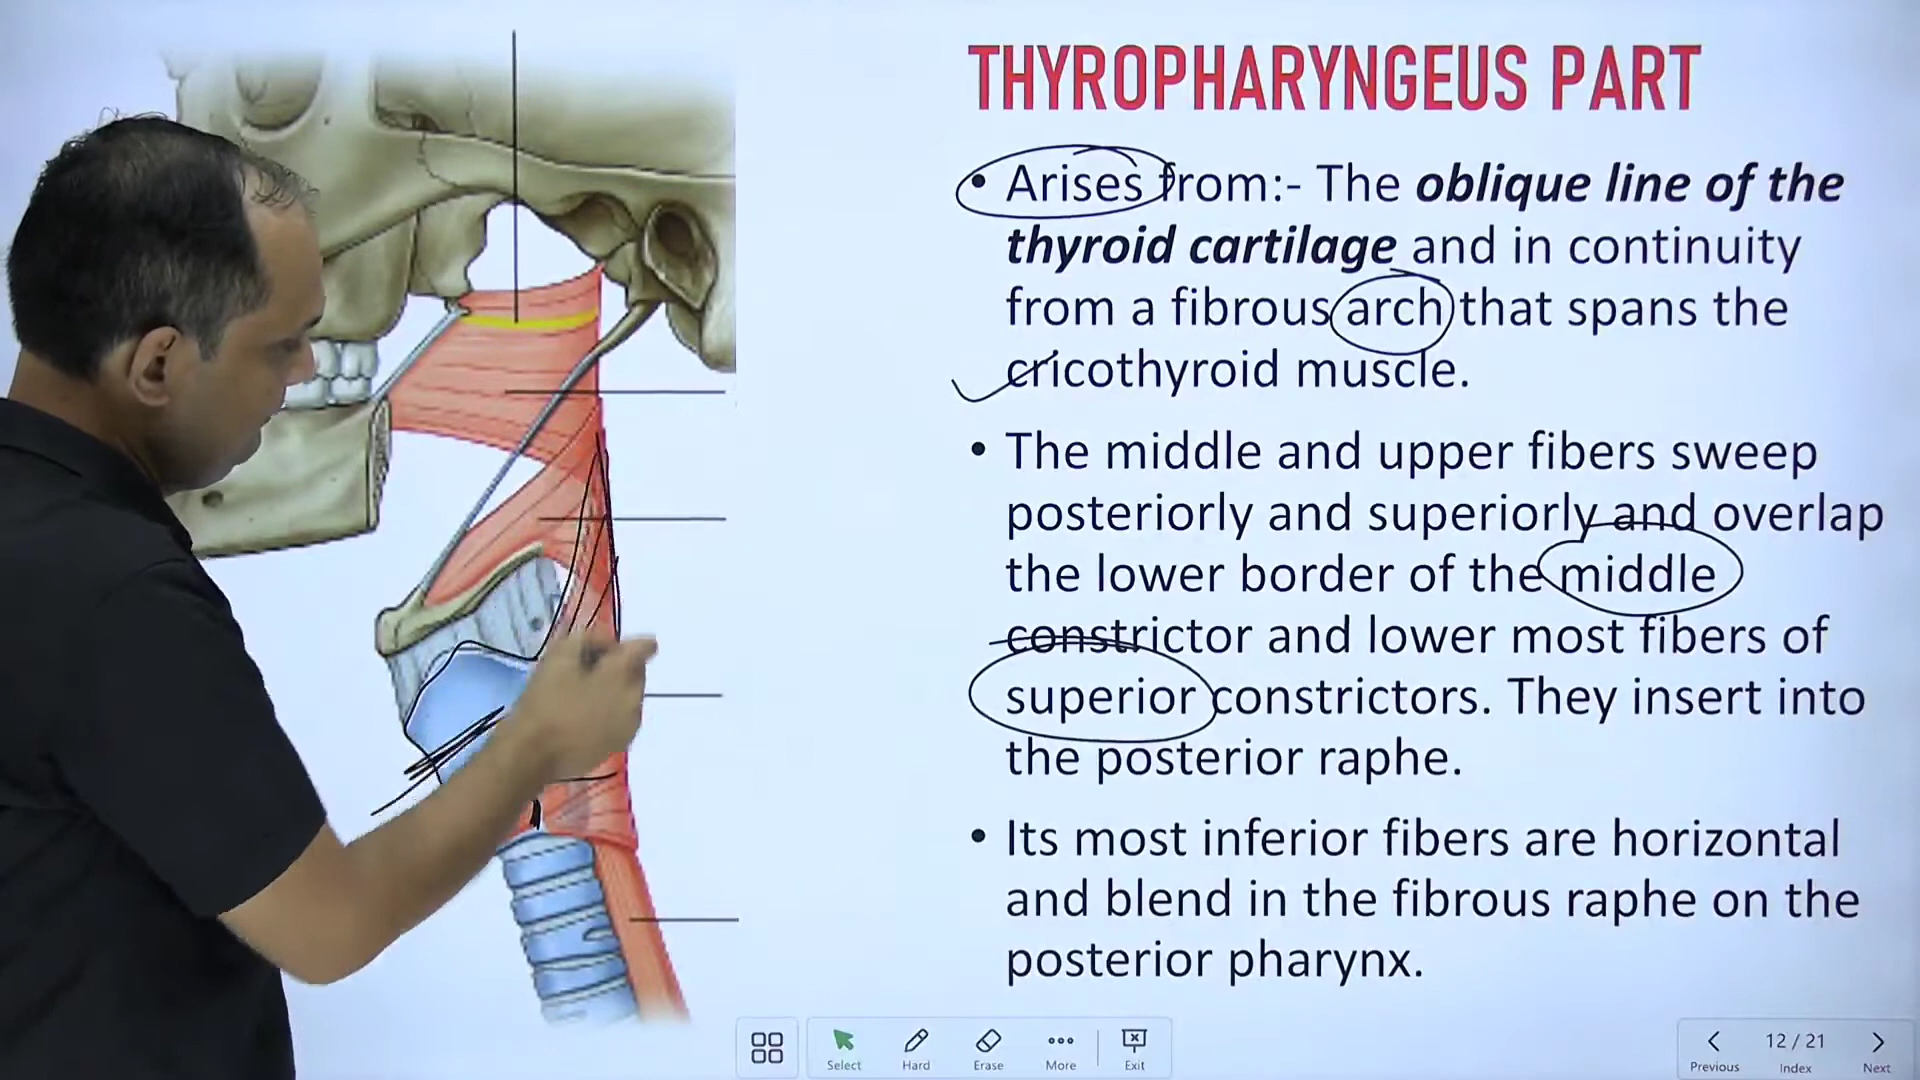 THYROPHARYNGEUS PART
• Arises from:- The oblique line of the
thyroid cartilage and in continuity
from a fibrous arch that spans the
cricothyroid muscle.
• The middle and upper fibers sweep
posteriorly and superiorly and overlap
the lower border of the middle
constrictor and lower most fibers of
superior constrictors. They insert into
the posterior raphe.
• Its most inferior fibers are horizontal
and blend in the fibrous raphe on the
posterior pharynx.
Select
Hard
Erase
More
Exit
12 / 21
Previous
Index
Next